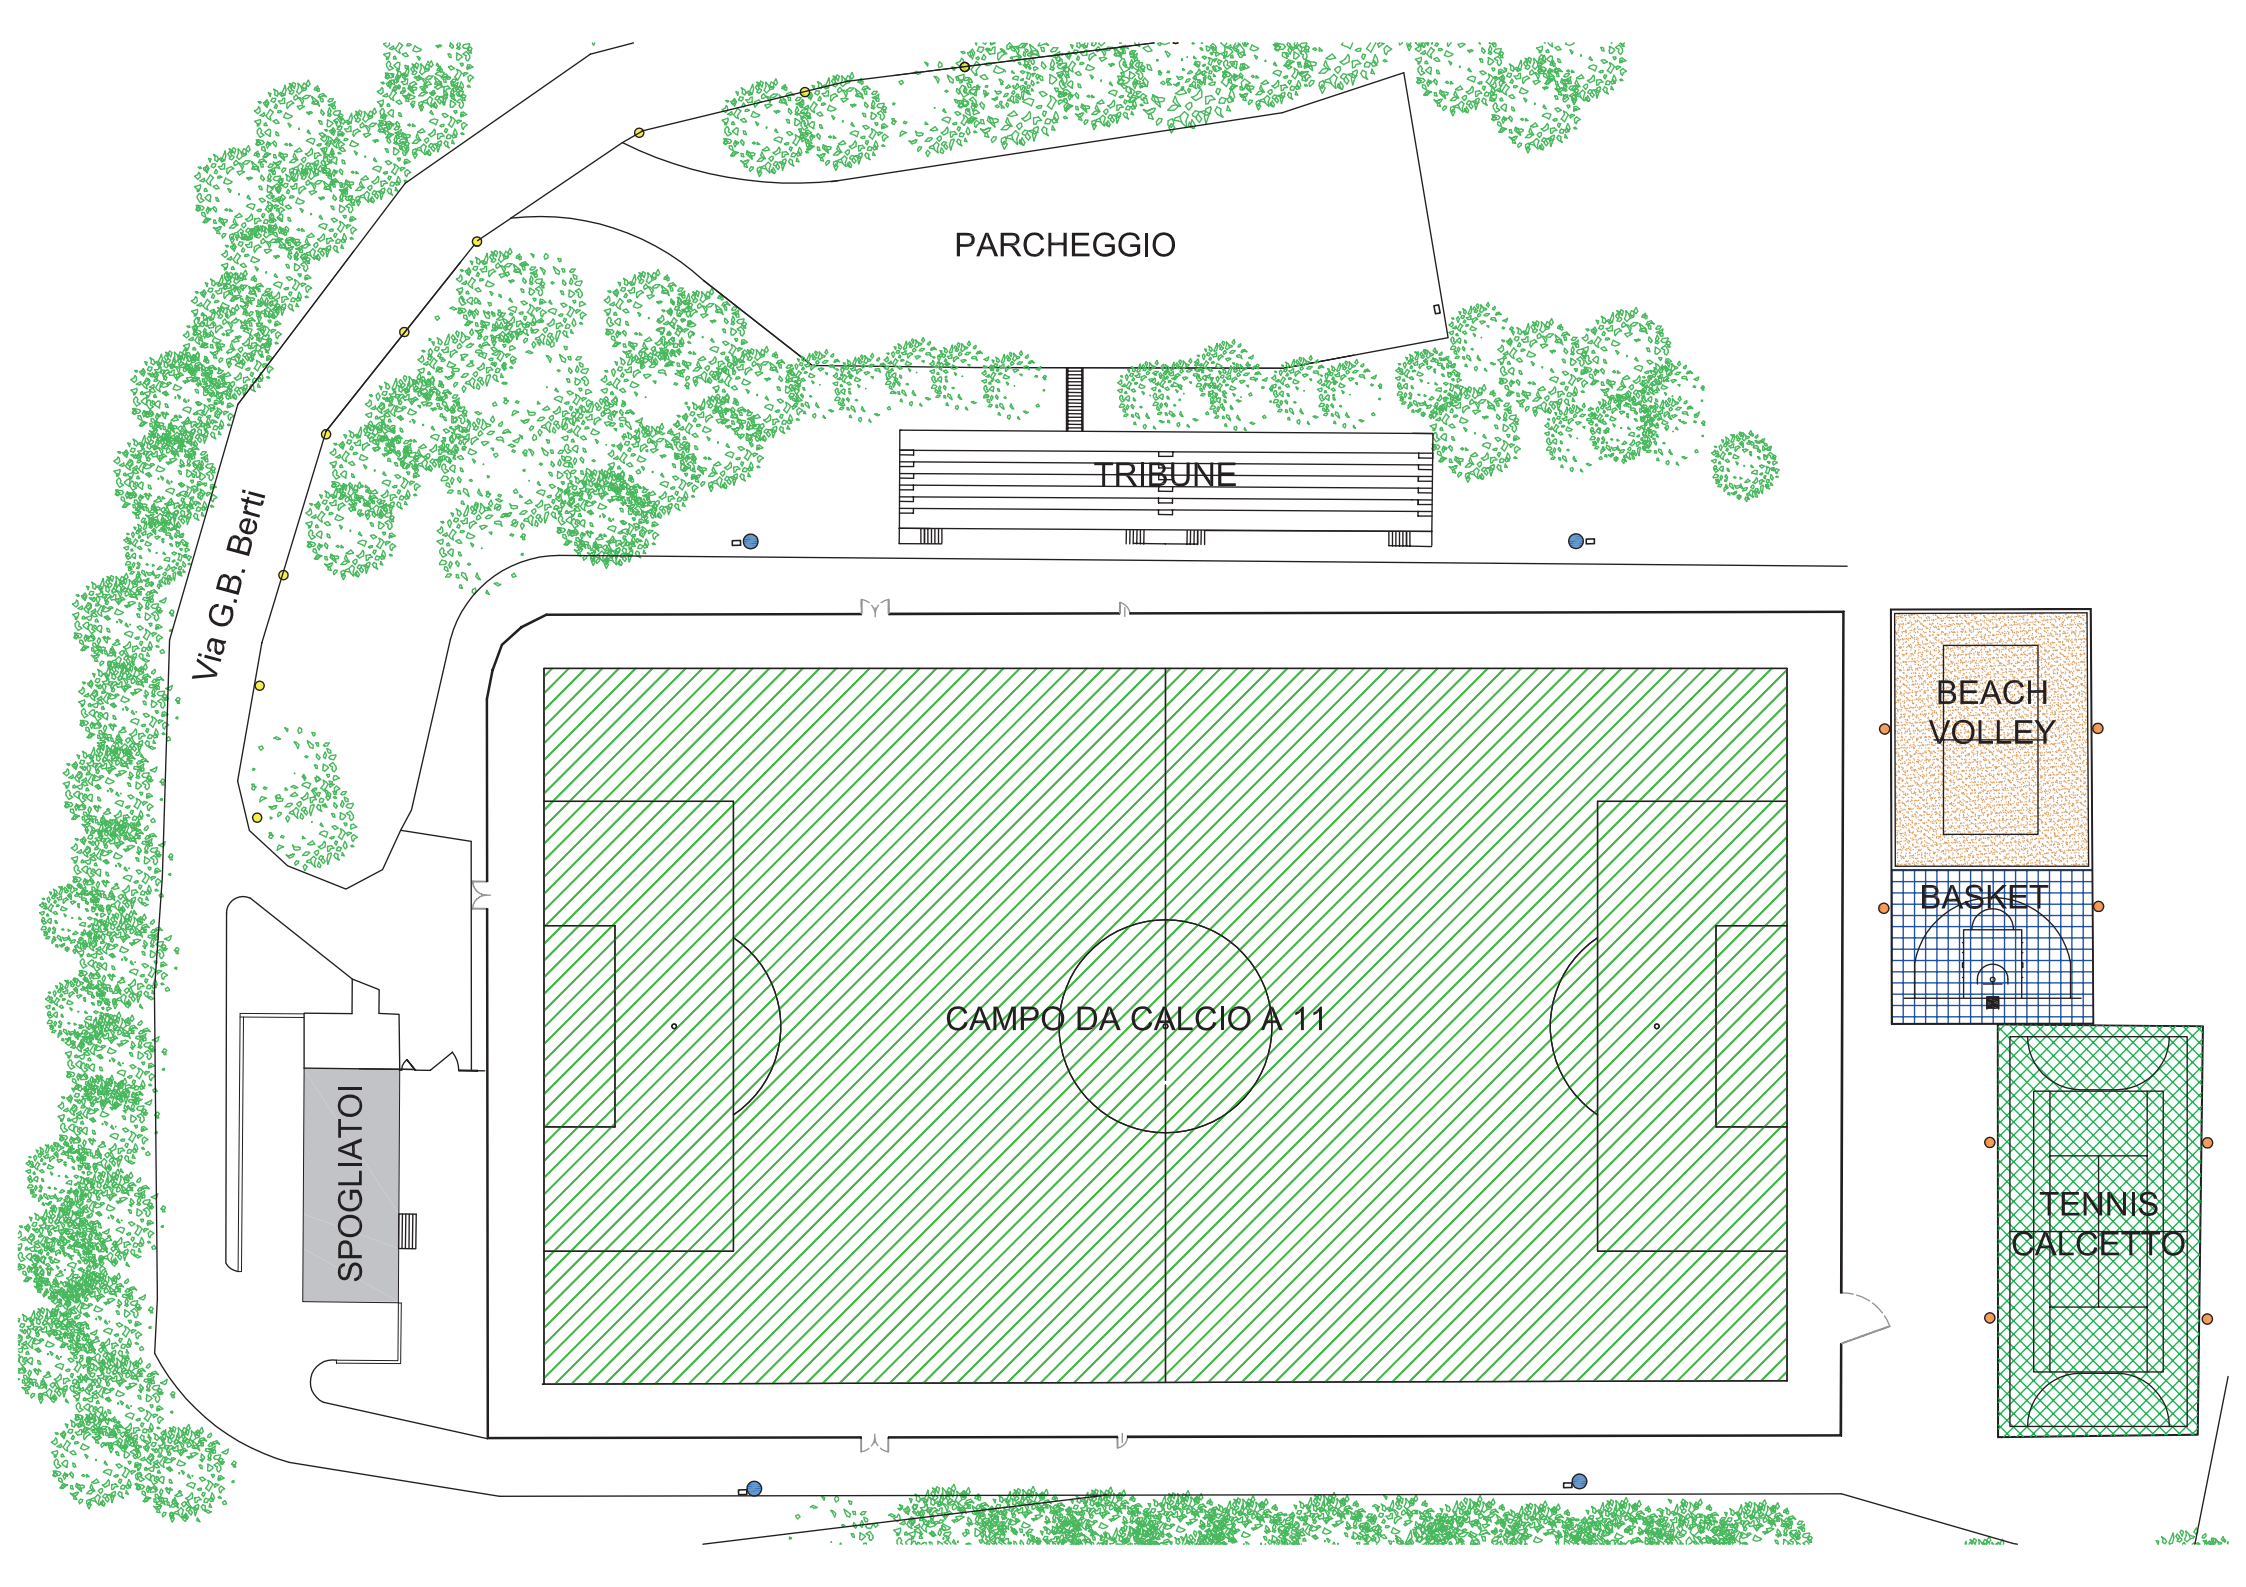 PARCHEGGIO
TRIBUNE
Via G.B. Berti
BEACH
VOLLEY
BASKET
CAMPO DA CALCIO A 11
SPOGLIATOI
TENNIS
CALCETTO